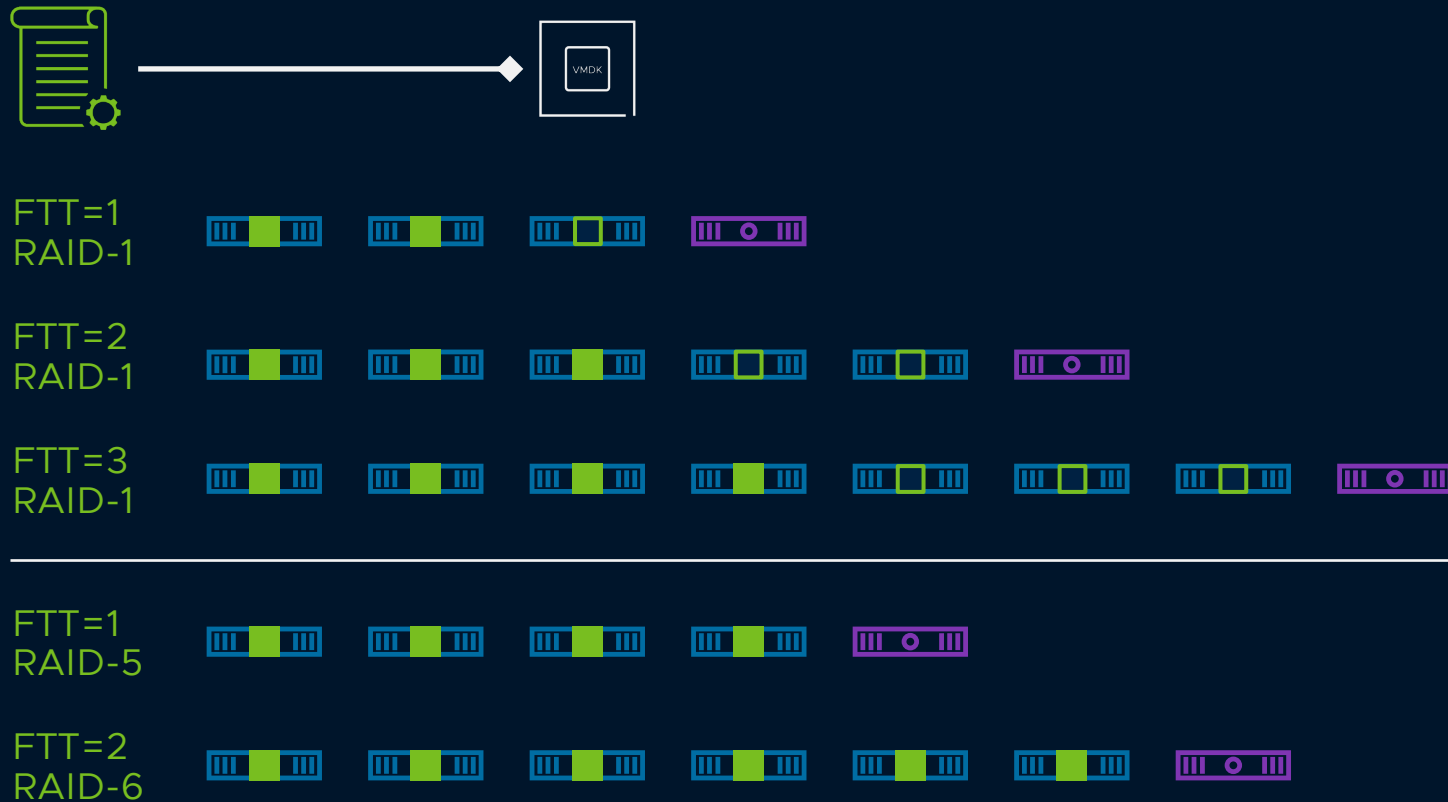 VMDK
FTT=1
RAID-1
FTT=2
RAID-1
FTT=3
RAID-1
FTT=1
RAID-5
FTT=2
RAID-6